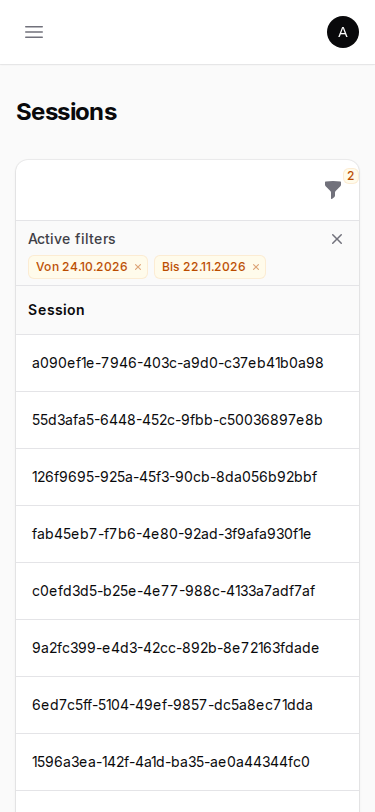 A
Sessions
2
Active filters
Von 24.10.2026
Bis 22.11.2026
Session
a090ef1e-7946-403c-a9d0-c37eb41b0a98
55d3afa5-6448-452c-9fbb-c50036897e8b
126f9695-925a-45f3-90cb-8da056b92bbf
fab45eb7-f7b6-4e80-92ad-3f9afa930f1e
c0efd3d5-b25e-4e77-988c-4133a7adf7af
9a2fc399-e4d3-42cc-892b-8e72163fdade
6ed7c5ff-5104-49ef-9857-dc5a8ec71dda
1596a3ea-142f-4a1d-ba35-ae0a44344fc0